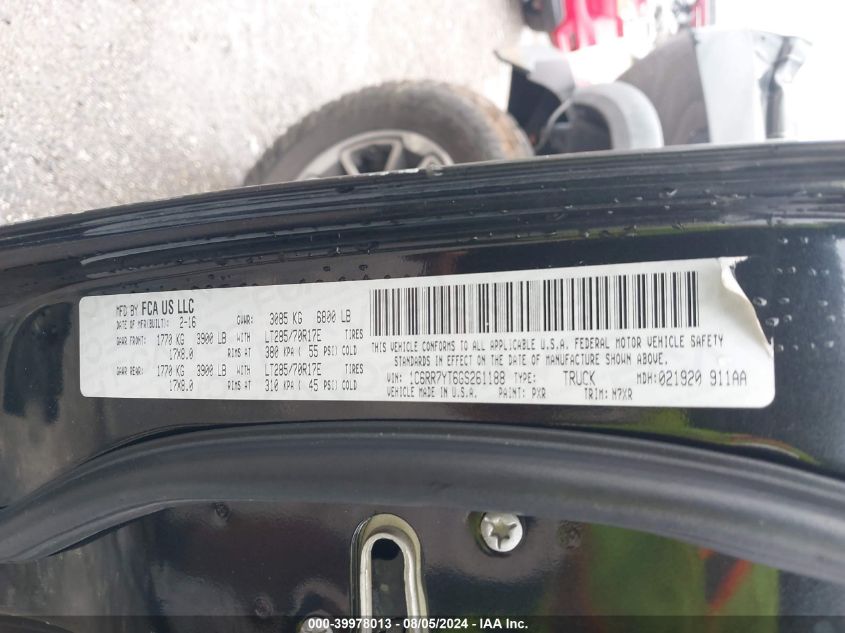 MFD BY FCA US LLC
DATE OF MFR(BUILT): 2-16 GVWR: 3085 KG 6800 LB
GAWR FRONT: 1770 KG 3900 LB WITH LT285/70R17E TIRES
17X8.0 RIMS AT 380 KPA ( 55 PSI) COLD
GAWR REAR: 1770 KG 3900 LB WITH LT285/70R17E TIRES
17X8.0 RIMS AT 310 KPA ( 45 PSI) COLD
THIS VEHICLE CONFORMS TO ALL APPLICABLE U.S.A. FEDERAL MOTOR VEHICLE SAFETY
STANDARDS IN EFFECT ON THE DATE OF MANUFACTURE SHOWN ABOVE.
VIN: 1C6RR7YT6GS261188 TYPE: TRUCK MDH: 021920 911AA
VEHICLE MADE IN U.S.A. PAINT: PXR TRIM: M7XR
000-39978013 - 08/05/2024 - IAA Inc.